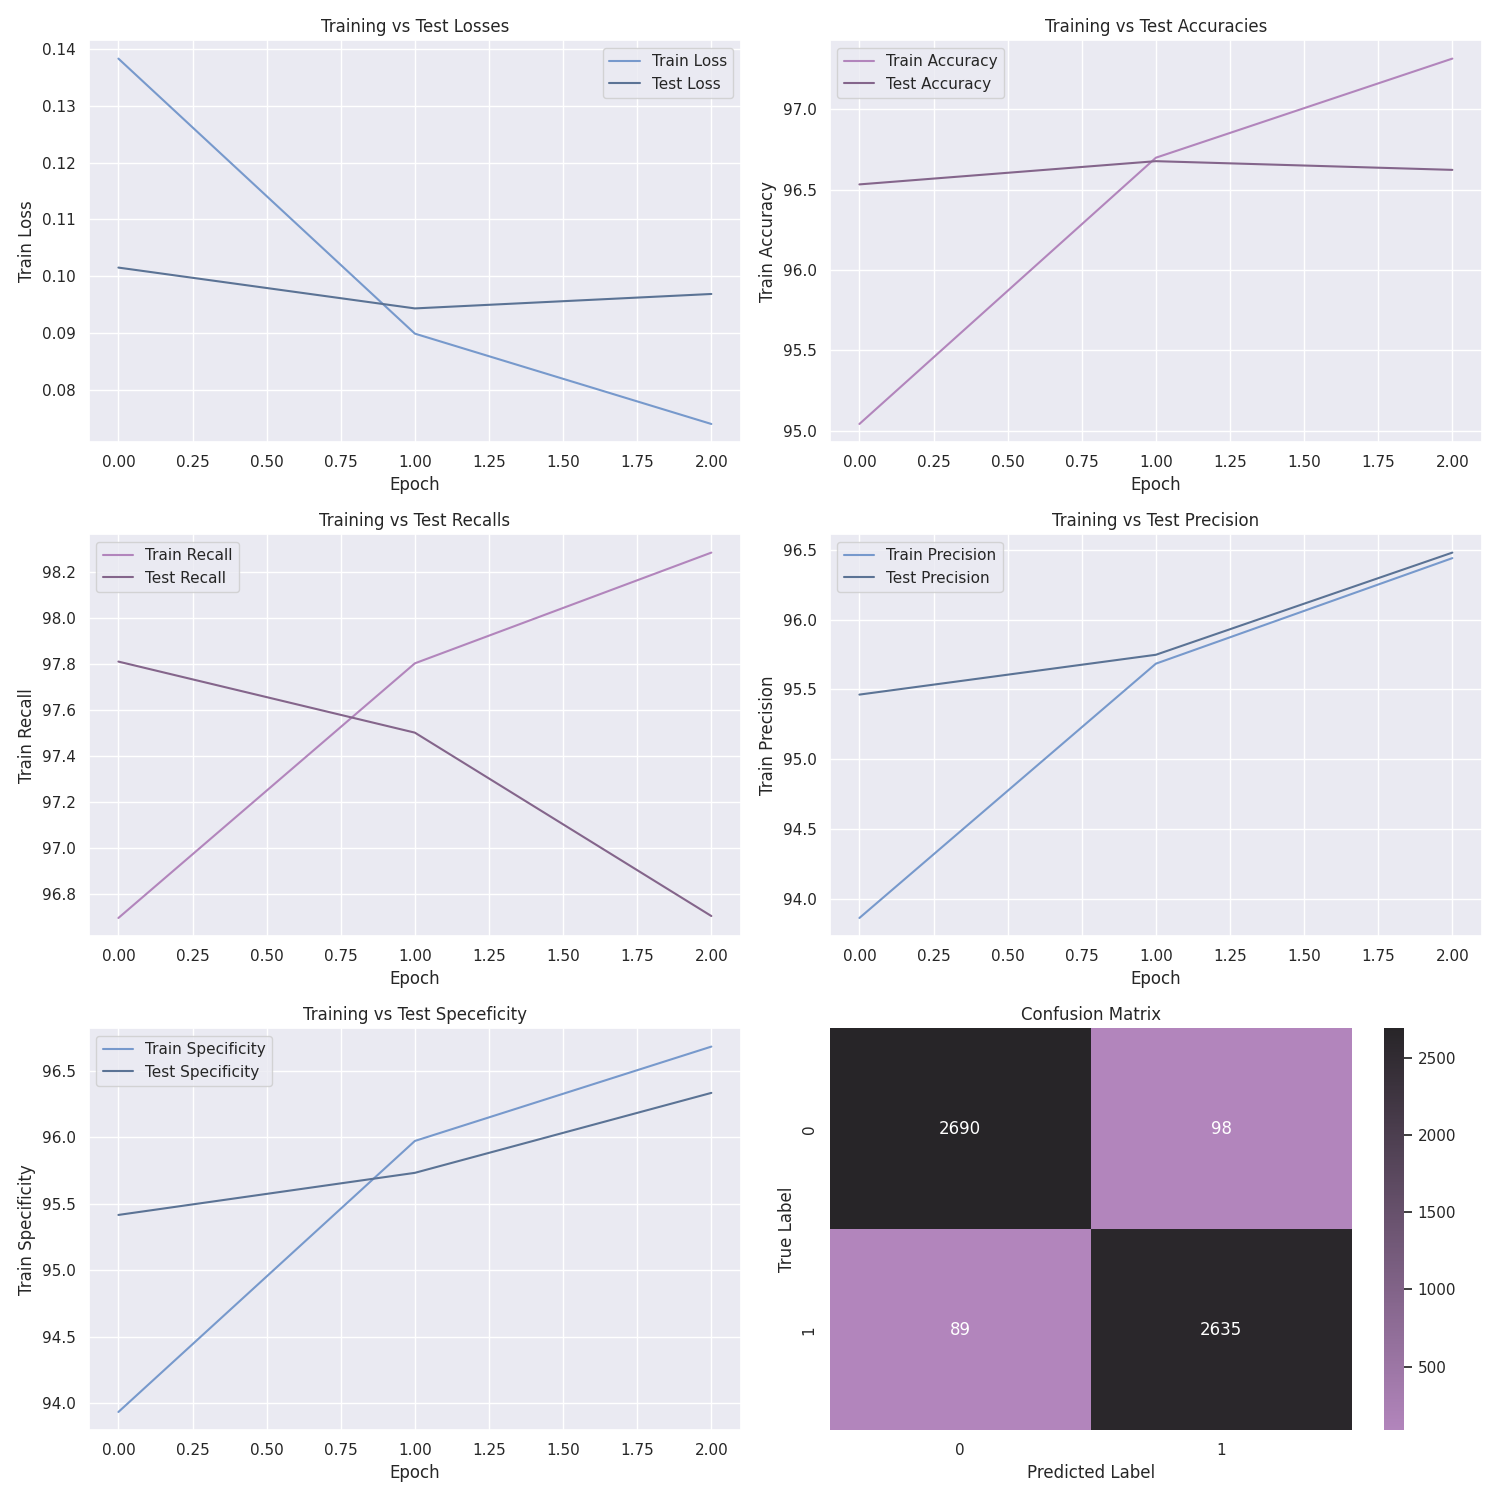 Training vs Test Losses
Train Loss
Test Loss
0.14
0.13
0.12
0.11
0.10
0.09
0.08
Train Loss
0.00 0.25 0.50 0.75 1.00 1.25 1.50 1.75 2.00
Epoch
Training vs Test Accuracies
Train Accuracy
Test Accuracy
97.0
96.5
96.0
95.5
95.0
Train Accuracy
0.00 0.25 0.50 0.75 1.00 1.25 1.50 1.75 2.00
Epoch
Training vs Test Recalls
Train Recall
Test Recall
98.2
98.0
97.8
97.6
97.4
97.2
97.0
96.8
Train Recall
0.00 0.25 0.50 0.75 1.00 1.25 1.50 1.75 2.00
Epoch
Training vs Test Precision
Train Precision
Test Precision
96.5
96.0
95.5
95.0
94.5
94.0
Train Precision
0.00 0.25 0.50 0.75 1.00 1.25 1.50 1.75 2.00
Epoch
Training vs Test Speceficity
Train Specificity
Test Specificity
96.5
96.0
95.5
95.0
94.5
94.0
Train Specificity
0.00 0.25 0.50 0.75 1.00 1.25 1.50 1.75 2.00
Epoch
Confusion Matrix
True Label
0
2690 98
1
89 2635
0 1
Predicted Label
2500
2000
1500
1000
500